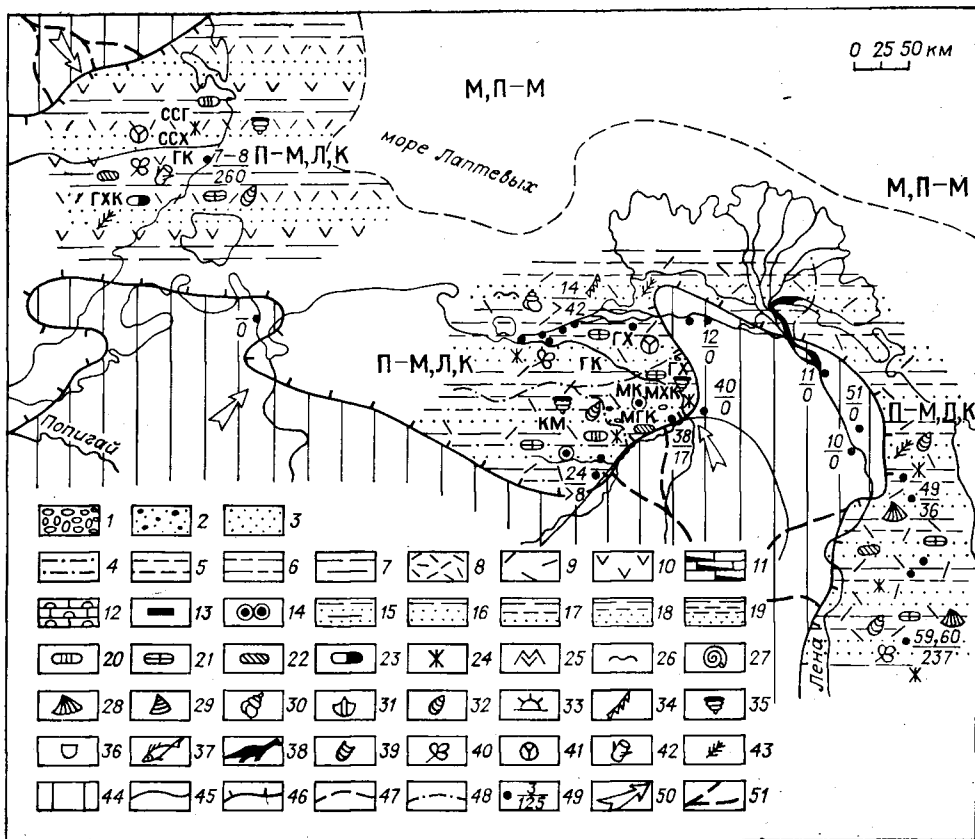 0 25 50 км
М,П-М
море Лаптевых
М,П-М
ССГ
ССХ
ГК
7-8
260
П-М,Л,К
ГХК
0
14
>42
ГХ
12
0
П-М,Л,К
ГК
ГХ
МК
МХК
40
0
11
0
51
0
П-М,Д,К
КМ
МГК
38
17
10
0
49
36
24
>8
Попигай
59,60
237
Лена
1 2 3
4 5 6 7 8 9 10 11
12 13 14 15 16 17 18 19
20 21 22 23 24 25 26 27
28 29 30 31 32 33 34 35
36 37 38 39 40 41 42 43
44 45 46 47 48 3/125 49 50 51